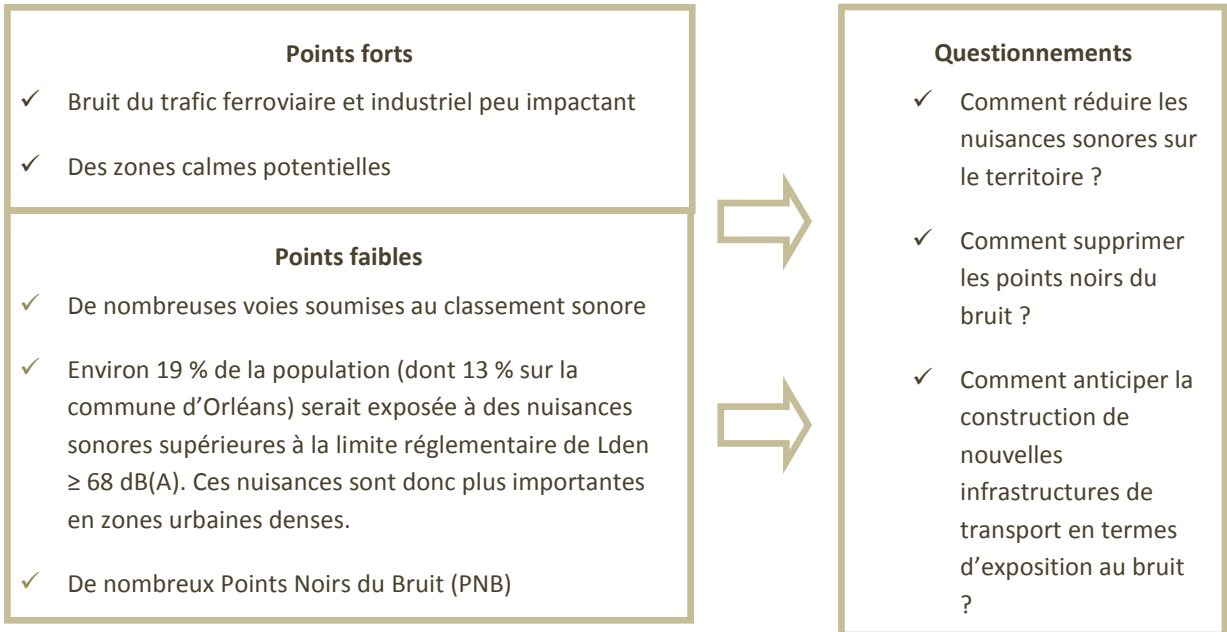 Points forts
✓ Bruit du trafic ferroviaire et industriel peu impactant
✓ Des zones calmes potentielles
Points faibles
✓ De nombreuses voies soumises au classement sonore
✓ Environ 19 % de la population (dont 13 % sur la
commune d’Orléans) serait exposée à des nuisances
sonores supérieures à la limite réglementaire de Lden
≥ 68 dB(A). Ces nuisances sont donc plus importantes
en zones urbaines denses.
✓ De nombreux Points Noirs du Bruit (PNB)
Questionnements
✓ Comment réduire les
nuisances sonores sur
le territoire ?
✓ Comment supprimer
les points noirs du
bruit ?
✓ Comment anticiper la
construction de
nouvelles
infrastructures de
transport en termes
d’exposition au bruit
?